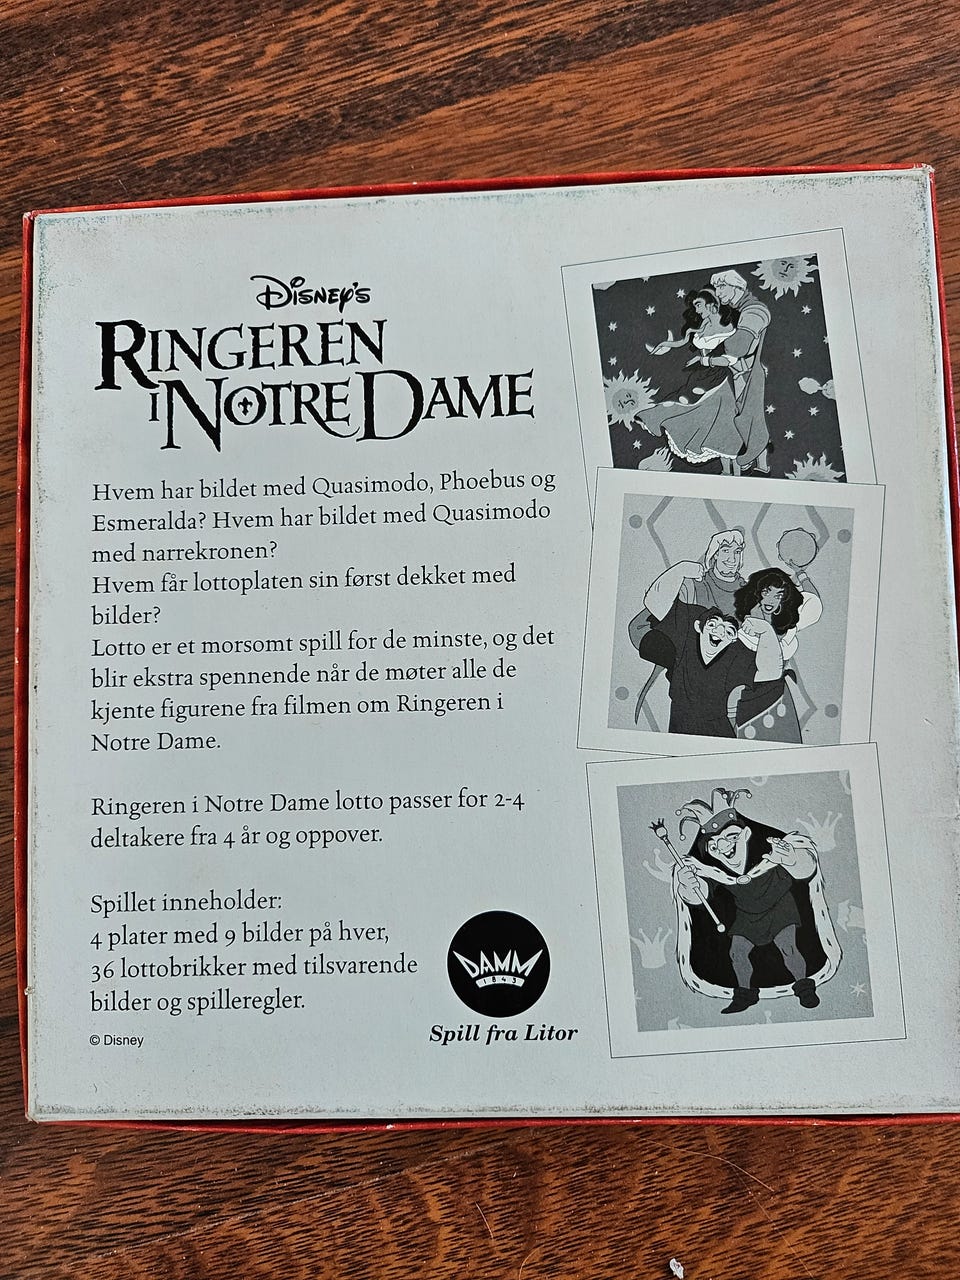 Disney's
Ringeren
i Notre Dame
Hvem har bildet med Quasimodo, Phoebus og
Esmeralda? Hvem har bildet med Quasimodo
med narrekronen?
Hvem får lottoplaten sin først dekket med
bilder?
Lotto er et morsomt spill for de minste, og det
blir ekstra spennende når de møter alle de
kjente figurene fra filmen om Ringeren i
Notre Dame.
Ringeren i Notre Dame lotto passer for 2-4
deltakere fra 4 år og oppover.
Spillet inneholder:
4 plater med 9 bilder på hver,
36 lottobrikker med tilsvarende
bilder og spilleregler.
© Disney
DAMM
1843
Spill fra Litor